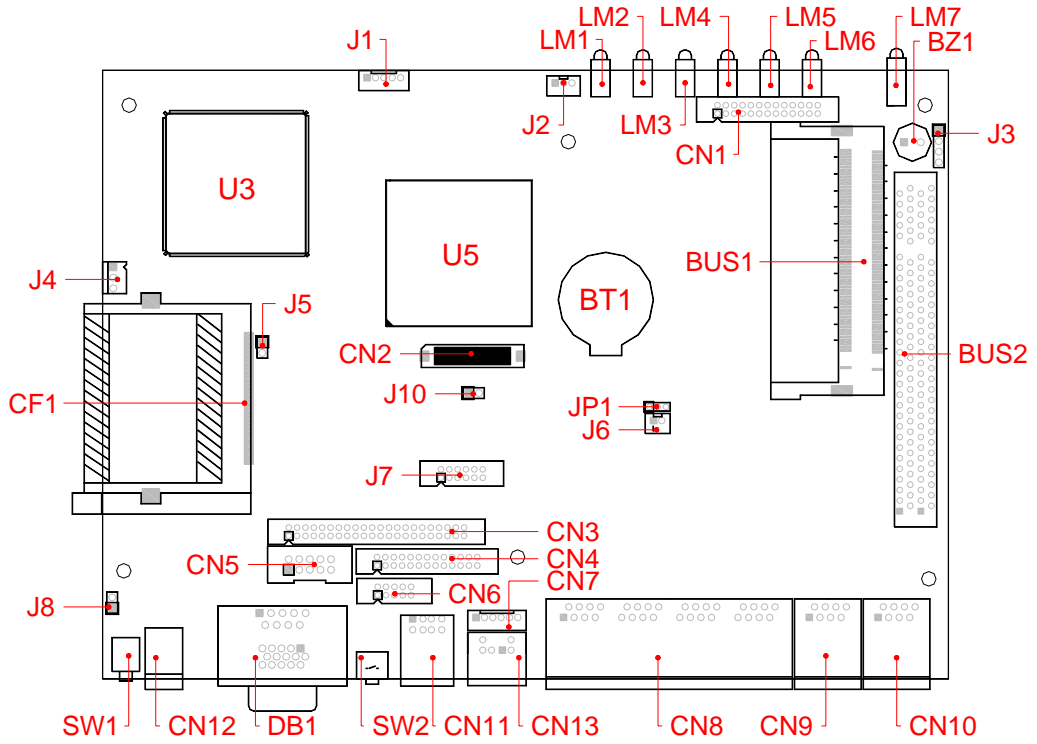 LM2 LM4 LM5 LM7
J1 LM1 LM6 BZ1
J2 LM3 J3
CN1
U3
U5
J4 BUS1
J5 BT1
CN2 BUS2
J10
CF1 JP1
J6
J7
CN3
CN5 CN4
CN7
CN6
J8
SW1 CN12 DB1 SW2 CN11 CN13 CN8 CN9 CN10